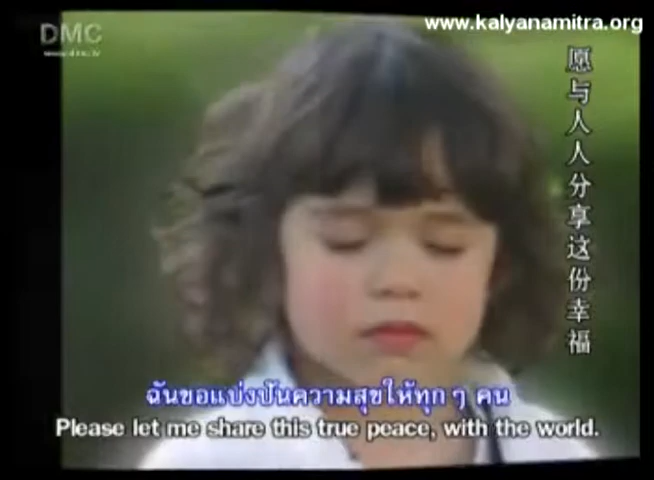 DMC
www.kalyanamitra.org
愿与人人分享这份幸福
ฉันขอแบ่งปันความสุขให้ทุก ๆ คน
Please let me share this true peace, with the world.